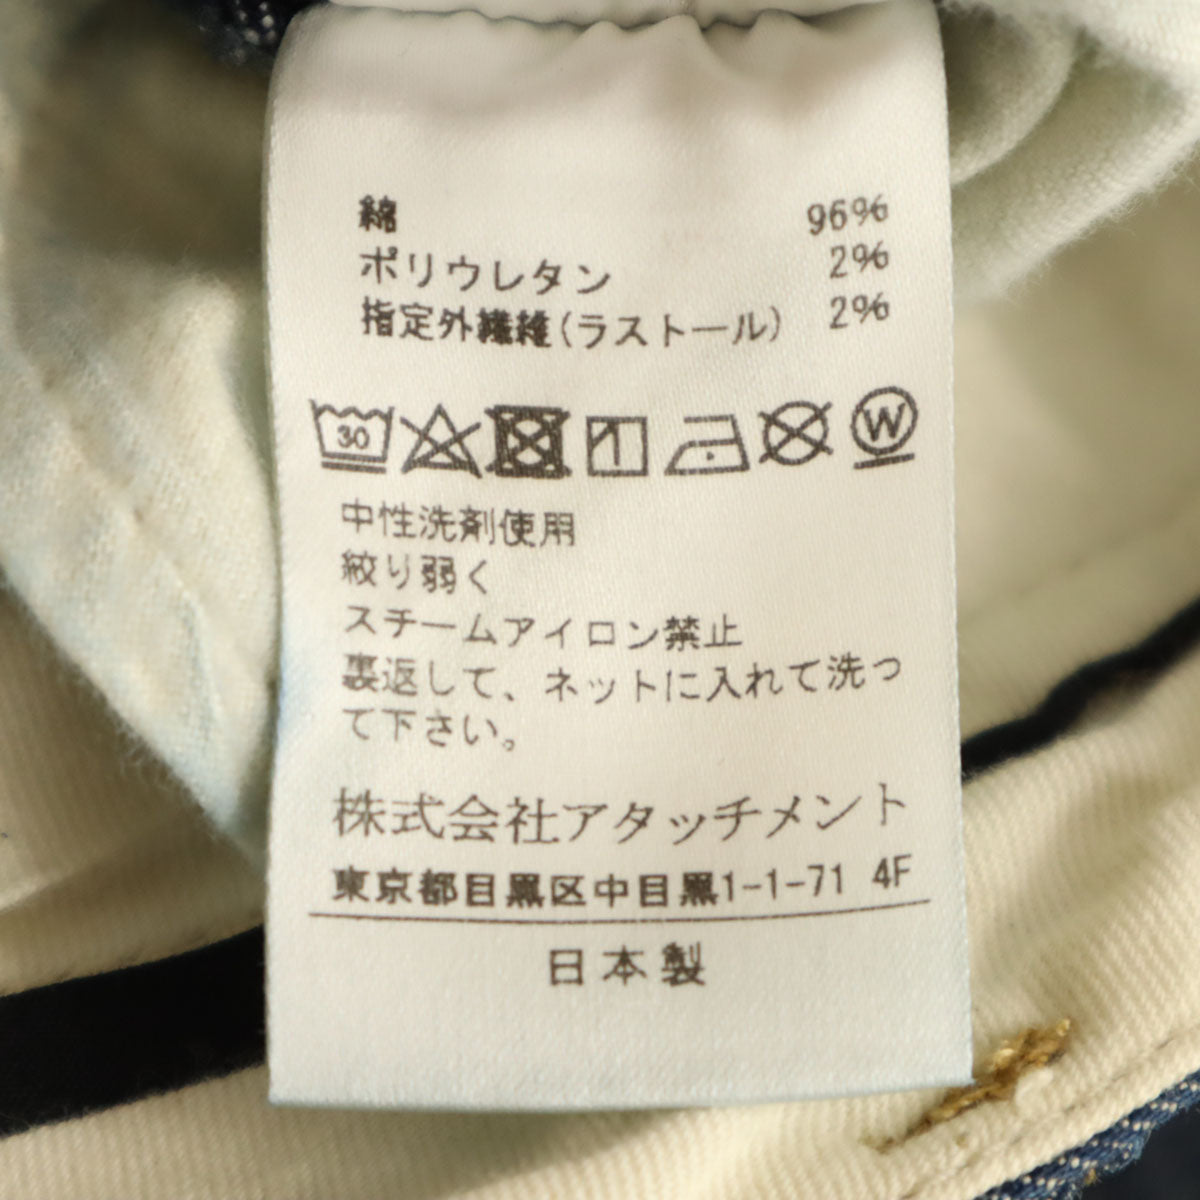 綿 96%
ポリウレタン 2%
指定外繊維(ラストール) 2%
30 W
中性洗剤使用
絞り弱く
スチームアイロン禁止
裏返して、ネットに入れて洗っ
て下さい。
株式会社アタッチメント
東京都目黒区中目黒1-1-71 4F
日本製